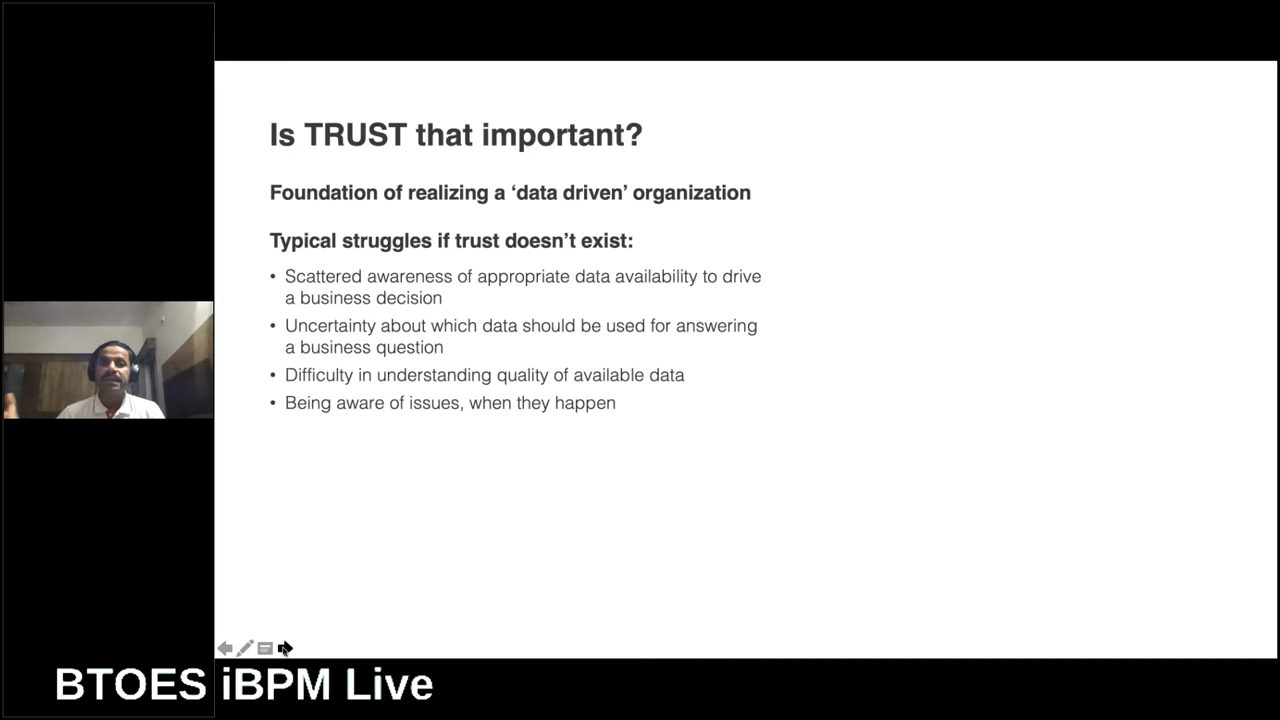 Is TRUST that important?
Foundation of realizing a ‘data driven’ organization
Typical struggles if trust doesn’t exist:
• Scattered awareness of appropriate data availability to drive
a business decision
• Uncertainty about which data should be used for answering
a business question
• Difficulty in understanding quality of available data
• Being aware of issues, when they happen
BTOES iBPM Live